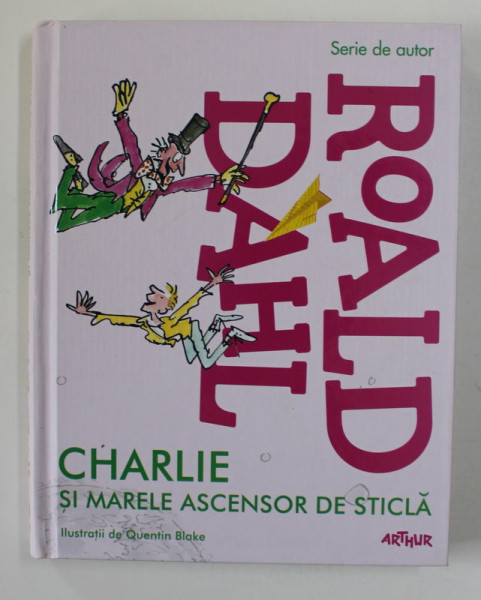 Serie de autor
ROALD
DAHL
CHARLIE
ȘI MARELE ASCENSOR DE STICLĂ
Ilustrații de Quentin Blake
ARTHUR